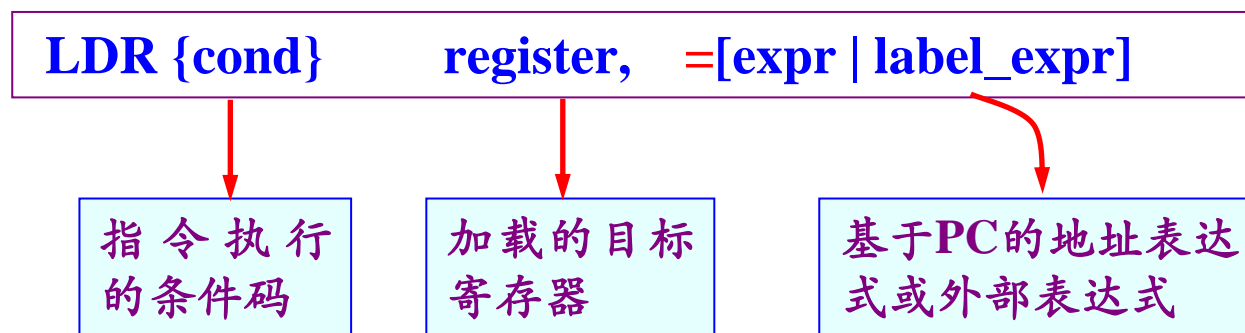 LDR {cond} register, =[expr | label_expr]
指令执行
的条件码
加载的目标
寄存器
基于PC的地址表达
式或外部表达式